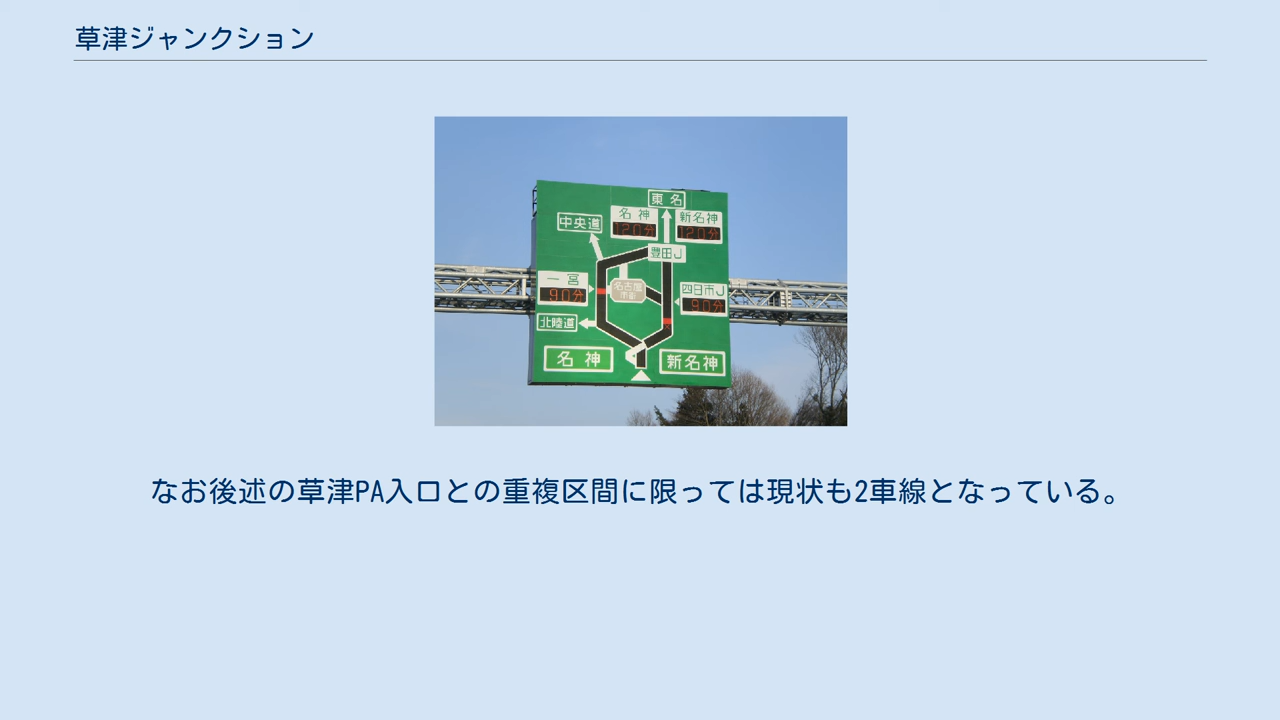 草津ジャンクション
東名
名神
新名神
中央道
120分
120分
豊田J
一宮
名古屋
四日市J
90分
90分
北陸道
名神
新名神
なお後述の草津PA入口との重複区間に限っては現状も2車線となっている。